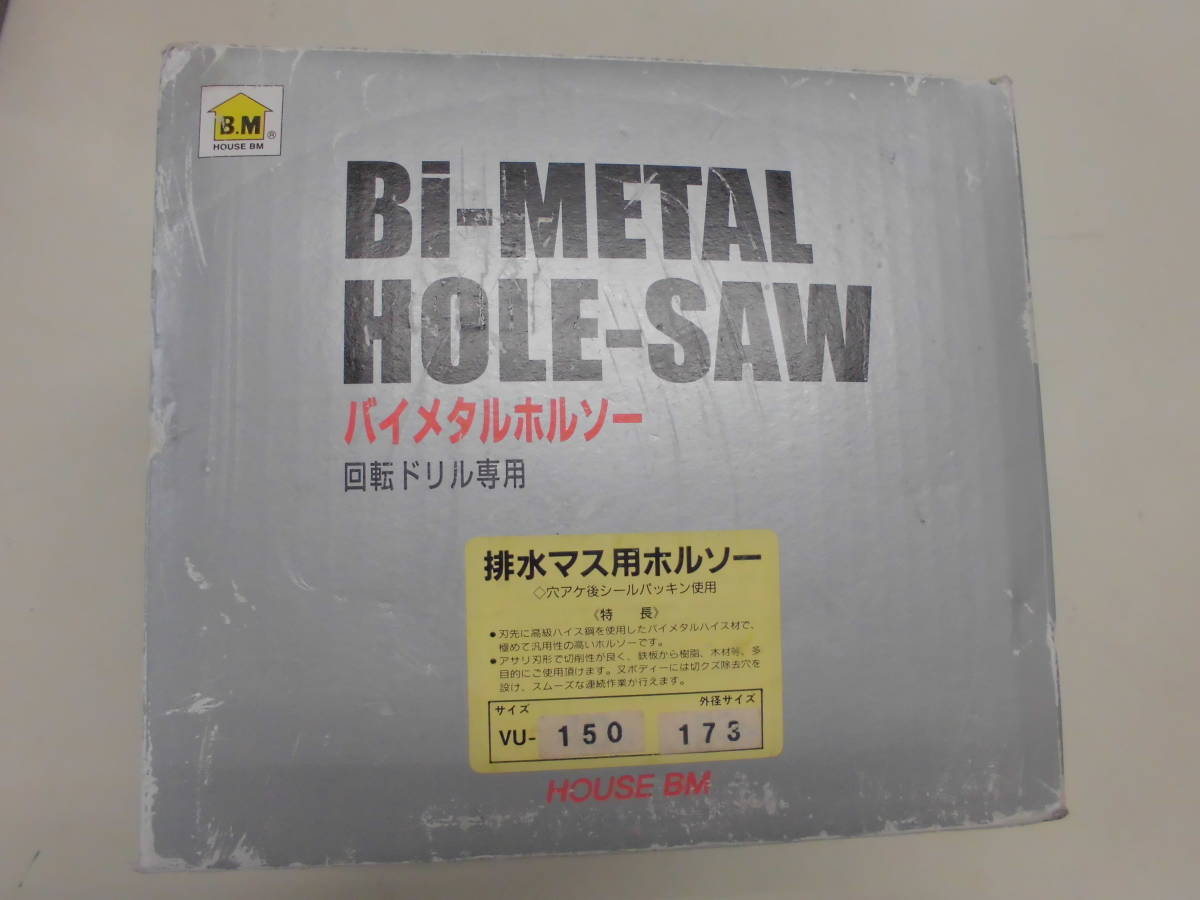 B.M
®
HOUSE BM
Bi-METAL
HOLE-SAW
バイメタルホルソー
回転ドリル専用
排水マス用ホルソー
◇穴アケ後シールパッキン使用
《特　長》
●刃先に高級ハイス鋼を使用したバイメタルハイス材で、
極めて汎用性の高いホルソーです。
●アサリ刃形で切削性が良く、鉄板から樹脂、木材等、多
目的にご使用頂けます。又ボディーには切クズ除去穴を
設け、スムーズな連続作業が行えます。
サイズ 外径サイズ
VU- 150 173
HOUSE BM